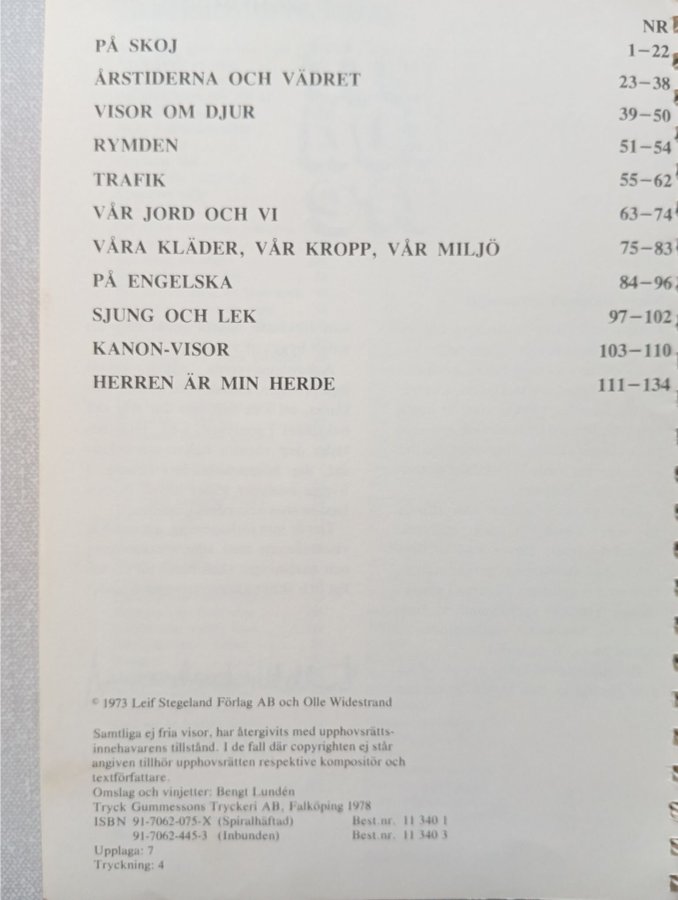 NR
PÅ SKOJ 1—22
ÅRSTIDERNA OCH VÄDRET 23—38
VISOR OM DJUR 39—50
RYMDEN 51—54
TRAFIK 55—62
VÅR JORD OCH VI 63—74
VÅRA KLÄDER, VÅR KROPP, VÅR MILJÖ 75—83
PÅ ENGELSKA 84—96
SJUNG OCH LEK 97—102
KANON-VISOR 103—110
HERREN ÄR MIN HERDE 111—134
© 1973 Leif Stegeland Förlag AB och Olle Widestrand
Samtliga ej fria visor, har återgivits med upphovsrätts-
innehavarens tillstånd. I de fall där copyrighten ej står
angiven tillhör upphovsrätten respektive kompositör och
textförfattare.
Omslag och vinjetter: Bengt Lundén
Tryck Gummessons Tryckeri AB, Falköping 1978
ISBN 91-7062-075-X (Spiralhäftad) Best.nr. 11 340 1
91-7062-445-3 (Inbunden) Best.nr. 11 340 3
Upplaga: 7
Tryckning: 4